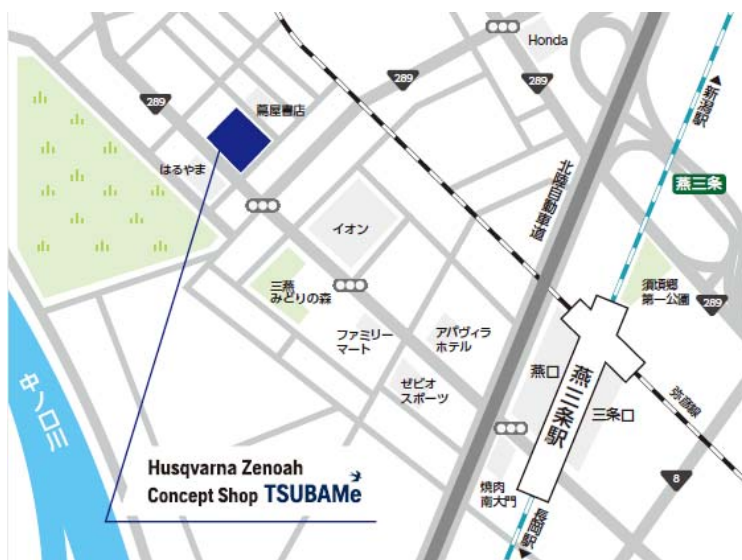 Honda
289
289
289
新潟駅
蔦屋書店
はるやま
北陸自動車道
燕三条
イオン
三燕
みどりの森
須頃郷
第一公園
289
ファミリー
マート
アパヴィラ
ホテル
ゼビオ
スポーツ
燕口
燕三条駅
三条口
弥彦線
中ノ口川
8
焼肉
南大門
長岡駅
Husqvarna Zenoah
Concept Shop TSUBAMe